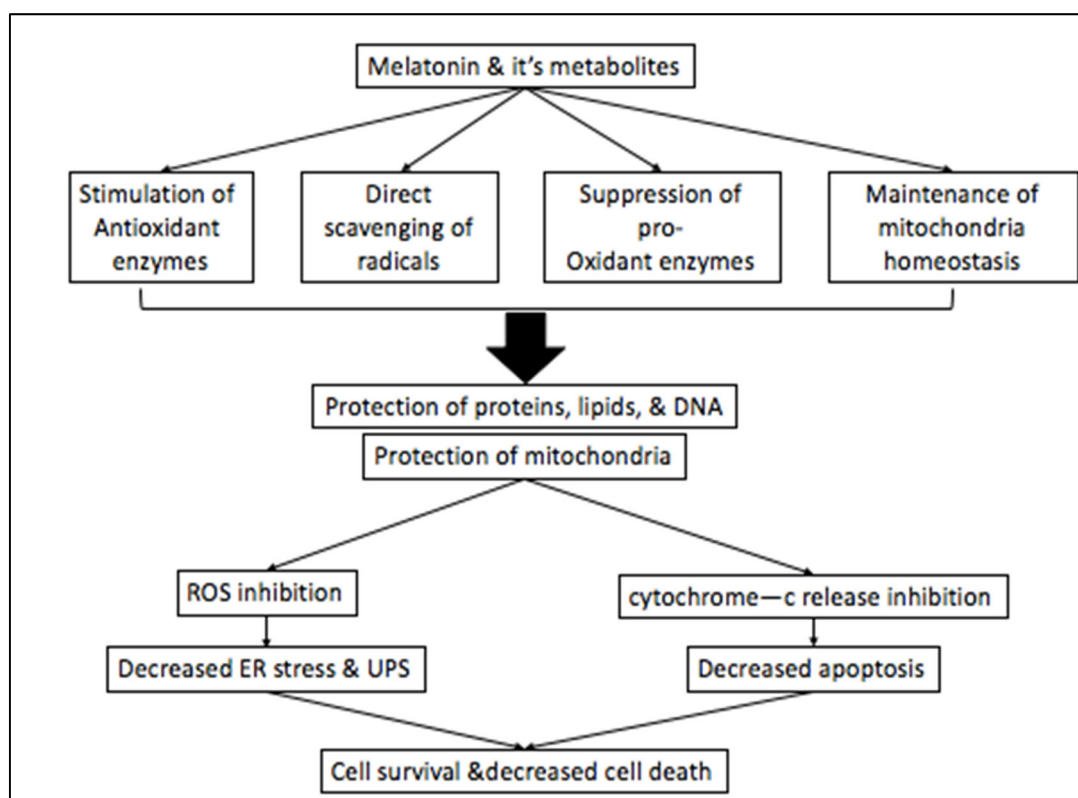 Melatonin & it's metabolites
Stimulation of
Antioxidant
enzymes
Direct
scavenging of
radicals
Suppression of
pro-
Oxidant enzymes
Maintenance of
mitochondria
homeostasis
Protection of proteins, lipids, & DNA
Protection of mitochondria
ROS inhibition
cytochrome—c release inhibition
Decreased ER stress & UPS
Decreased apoptosis
Cell survival &decreased cell death